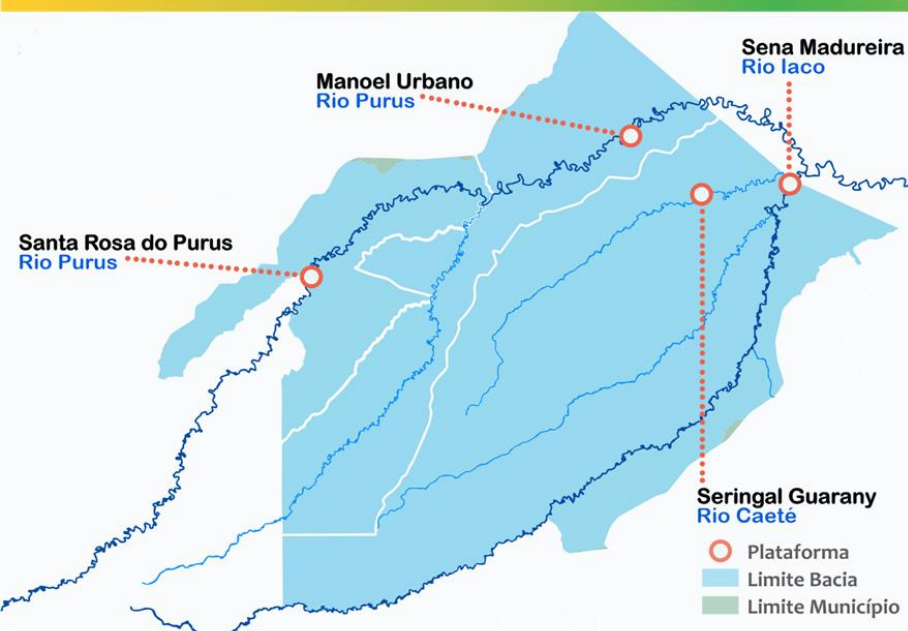 Sena Madureira
Rio Iaco
Manoel Urbano
Rio Purus
Santa Rosa do Purus
Rio Purus
Seringal Guarany
Rio Caeté
Plataforma
Limite Bacia
Limite Município